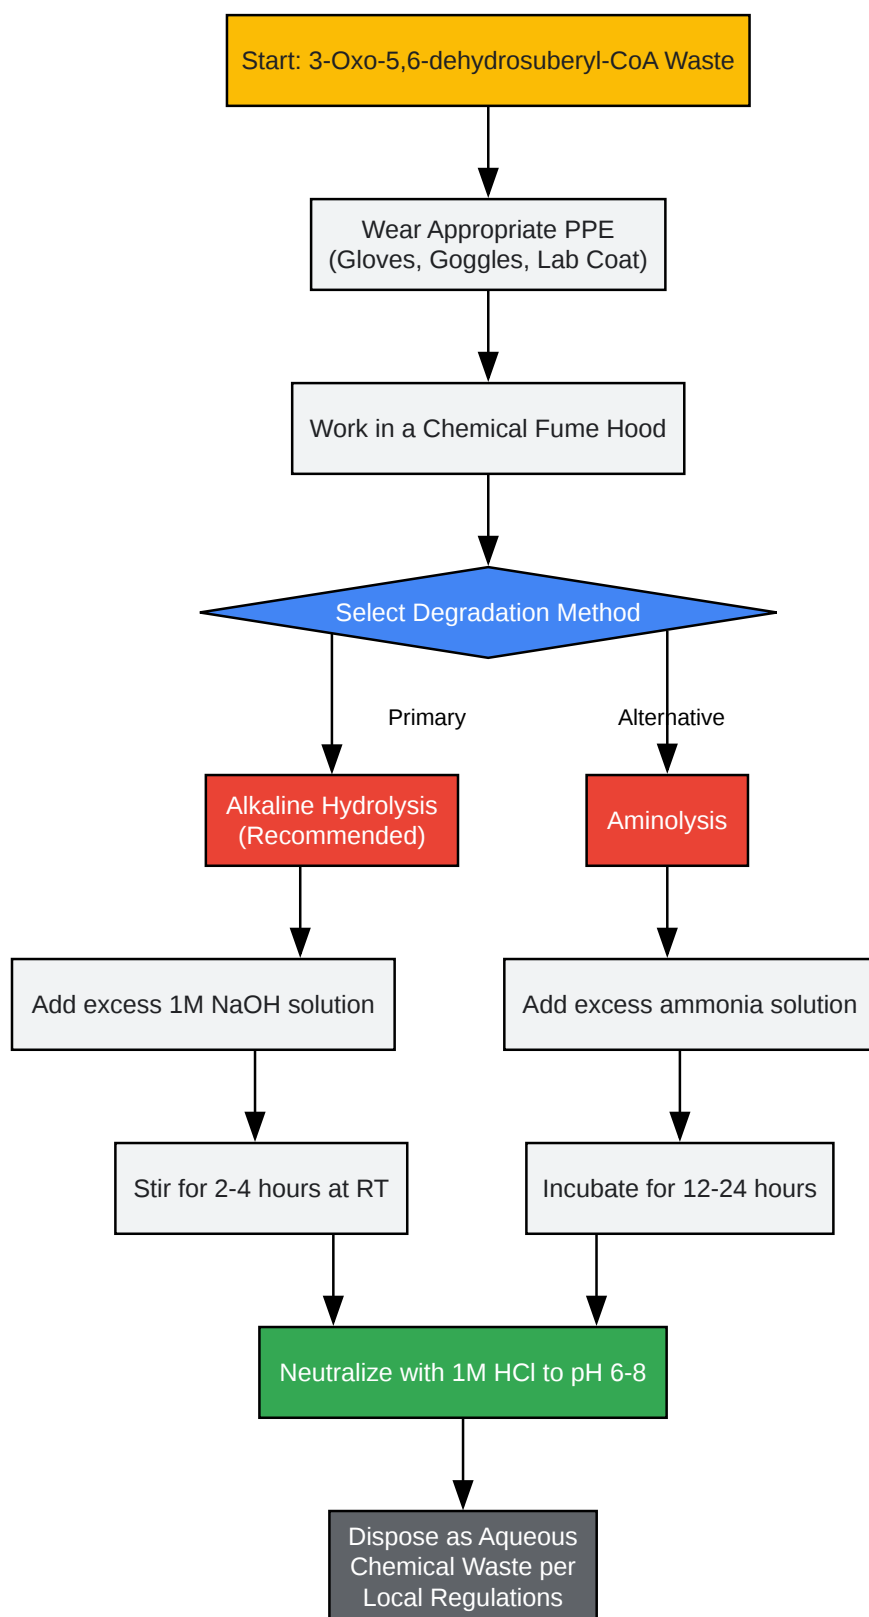 Start: 3-Oxo-5,6-dehydrosuberyl-CoA Waste
Wear Appropriate PPE
(Gloves, Goggles, Lab Coat)
Work in a Chemical Fume Hood
Select Degradation Method
Primary
Alternative
Alkaline Hydrolysis
(Recommended)
Aminolysis
Add excess 1M NaOH solution
Add excess ammonia solution
Stir for 2-4 hours at RT
Incubate for 12-24 hours
Neutralize with 1M HCl to pH 6-8
Dispose as Aqueous
Chemical Waste per
Local Regulations